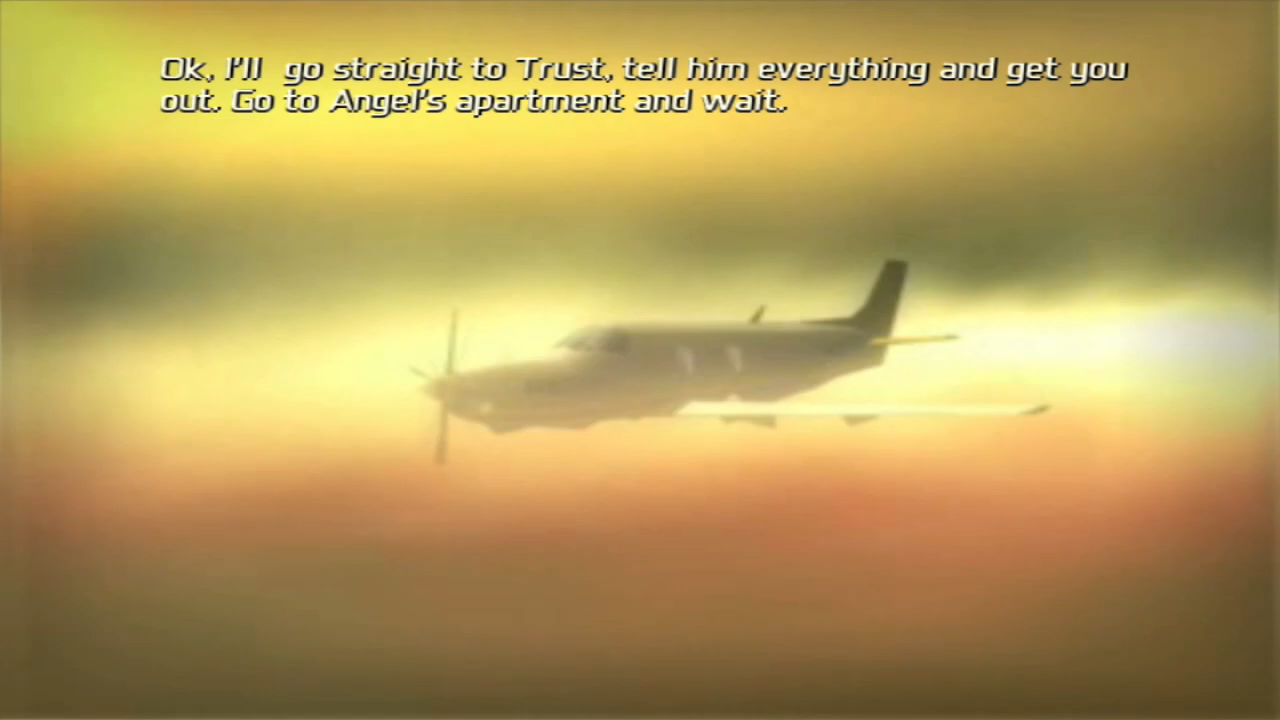 Ok, I'll  go straight to Trust, tell him everything and get you
out. Go to Angel's apartment and wait.